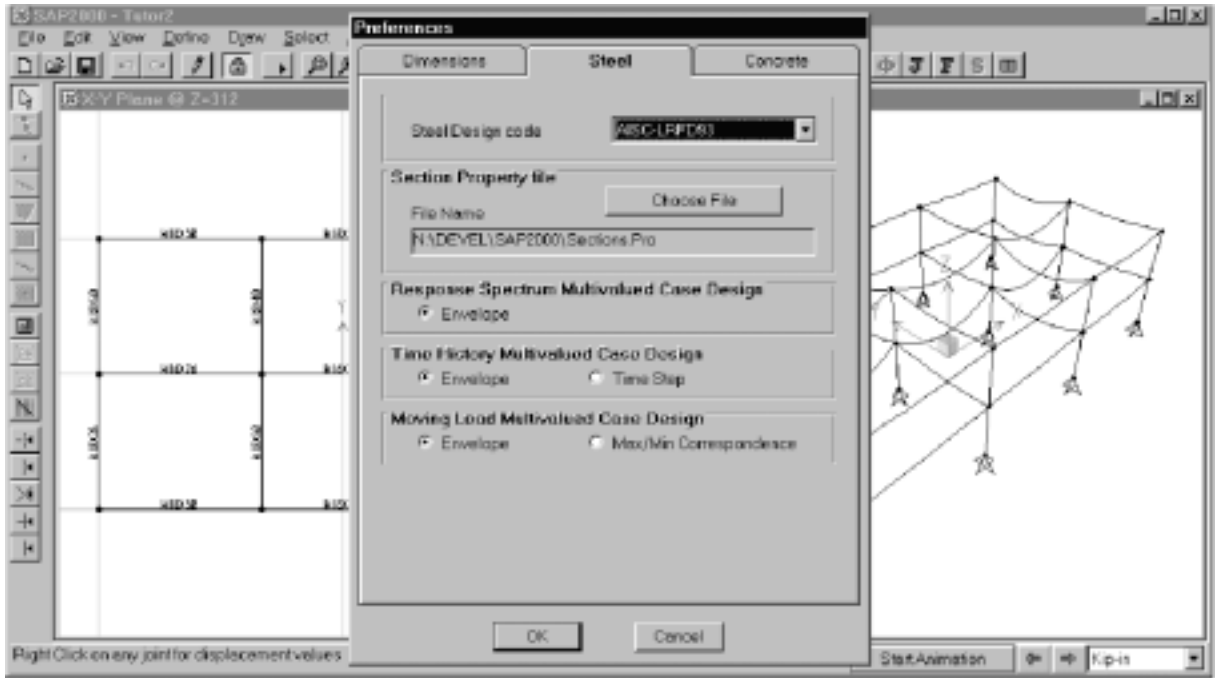 SAP2000 - Tutor2
File Edit View Define Draw Select
Preferences
X-Y Plane @ Z=312
Dimensions Steel Concrete
Steel Design code AISC-LRFD93
Section Property file
Choose File
File Name
N:\DEVEL\SAP2000\Sections.Pro
Response Spectrum Multivalued Case Design
Envelope
Time History Multivalued Case Design
Envelope Time Step
Moving Load Multivalued Case Design
Envelope Max/Min Correspondence
OK Cancel
Right Click on any joint for displacement values
Start Animation Kip-in